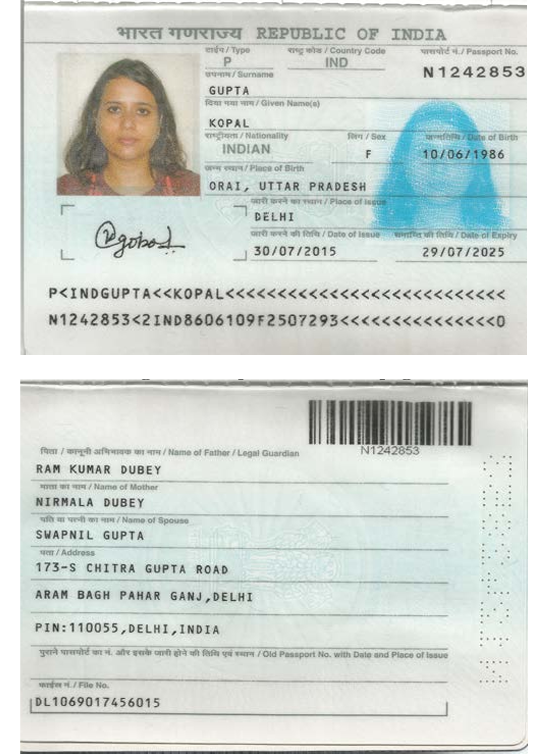 भारत गणराज्य REPUBLIC OF INDIA
टाईप / Type
राष्ट्र कोड / Country Code
पासपोर्ट नं. / Passport No.
P
IND
N1242853
उपनाम / Surname
GUPTA
दिया गया नाम / Given Name(s)
KOPAL
राष्ट्रीयता / Nationality
लिंग / Sex
जन्मतिथि / Date of Birth
INDIAN
F
10/06/1986
जन्म स्थान / Place of Birth
ORAI, UTTAR PRADESH
जारी करने का स्थान / Place of Issue
DELHI
जारी करने की तिथि / Date of Issue
समाप्ति की तिथि / Date of Expiry
30/07/2015
29/07/2025
P<INDGUPTA<<KOPAL<<<<<<<<<<<<<<<<<<<<<<<<<<<
N1242853<2IND8606109F2507293<<<<<<<<<<<<<<<0
N1242853
पिता / कानूनी अभिभावक का नाम / Name of Father / Legal Guardian
RAM KUMAR DUBEY
माता का नाम / Name of Mother
NIRMALA DUBEY
पति या पत्नी का नाम / Name of Spouse
SWAPNIL GUPTA
पता / Address
173-S CHITRA GUPTA ROAD
ARAM BAGH PAHAR GANJ,DELHI
PIN:110055,DELHI,INDIA
पुराने पासपोर्ट का नं. और इसके जारी होने की तिथि एवं स्थान / Old Passport No. with Date and Place of Issue
फाईल नं. / File No.
DL1069017456015